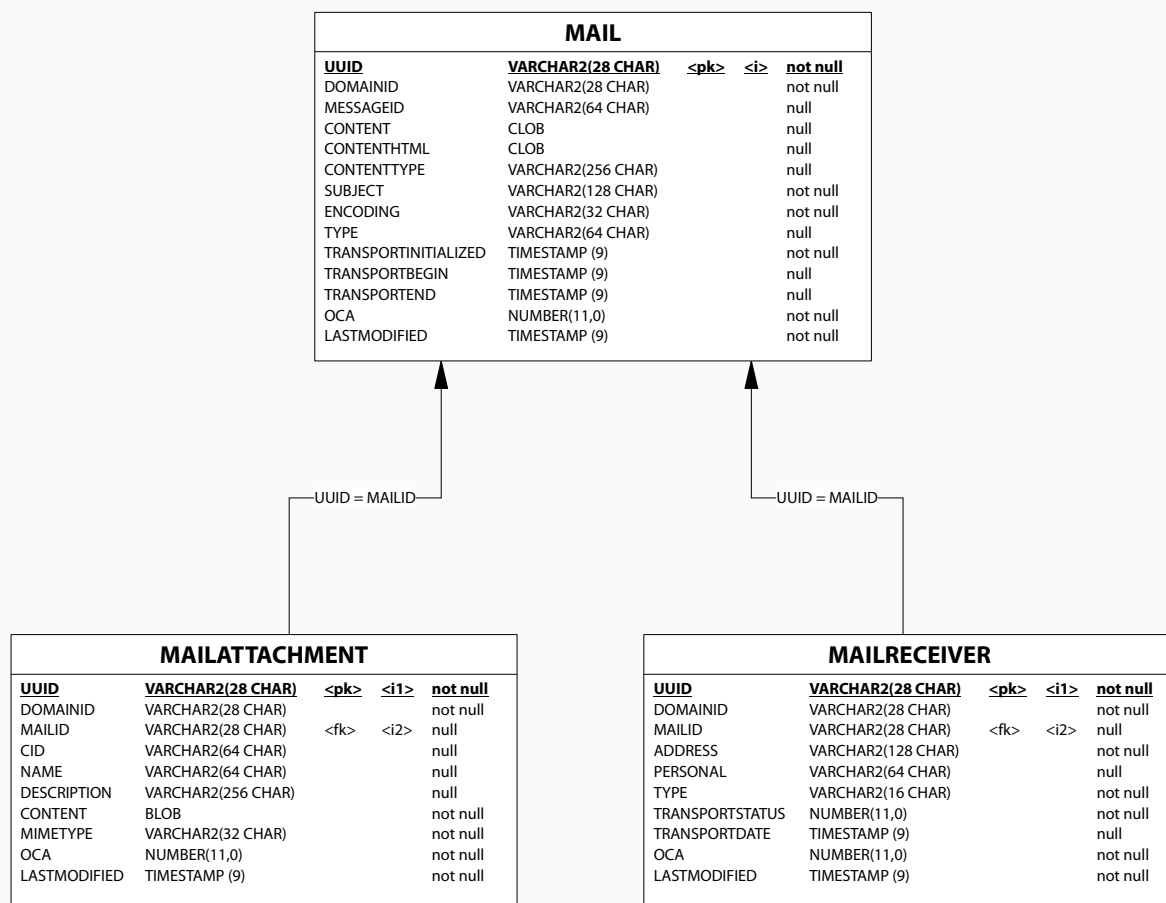 MAIL
UUID VARCHAR2(28 CHAR) <pk> <i> not null
DOMAINID VARCHAR2(28 CHAR) not null
MESSAGEID VARCHAR2(64 CHAR) null
CONTENT CLOB null
CONTENTHTML CLOB null
CONTENTTYPE VARCHAR2(256 CHAR) null
SUBJECT VARCHAR2(128 CHAR) not null
ENCODING VARCHAR2(32 CHAR) not null
TYPE VARCHAR2(64 CHAR) null
TRANSPORTINITIALIZED TIMESTAMP (9) not null
TRANSPORTBEGIN TIMESTAMP (9) null
TRANSPORTEND TIMESTAMP (9) null
OCA NUMBER(11,0) not null
LASTMODIFIED TIMESTAMP (9) not null
UUID = MAILID
UUID = MAILID
MAILATTACHMENT
UUID VARCHAR2(28 CHAR) <pk> <i1> not null
DOMAINID VARCHAR2(28 CHAR) not null
MAILID VARCHAR2(28 CHAR) <fk> <i2> null
CID VARCHAR2(64 CHAR) null
NAME VARCHAR2(64 CHAR) null
DESCRIPTION VARCHAR2(256 CHAR) null
CONTENT BLOB not null
MIMETYPE VARCHAR2(32 CHAR) not null
OCA NUMBER(11,0) not null
LASTMODIFIED TIMESTAMP (9) not null
MAILRECEIVER
UUID VARCHAR2(28 CHAR) <pk> <i1> not null
DOMAINID VARCHAR2(28 CHAR) not null
MAILID VARCHAR2(28 CHAR) <fk> <i2> null
ADDRESS VARCHAR2(128 CHAR) not null
PERSONAL VARCHAR2(64 CHAR) null
TYPE VARCHAR2(16 CHAR) not null
TRANSPORTSTATUS NUMBER(11,0) not null
TRANSPORTDATE TIMESTAMP (9) null
OCA NUMBER(11,0) not null
LASTMODIFIED TIMESTAMP (9) not null